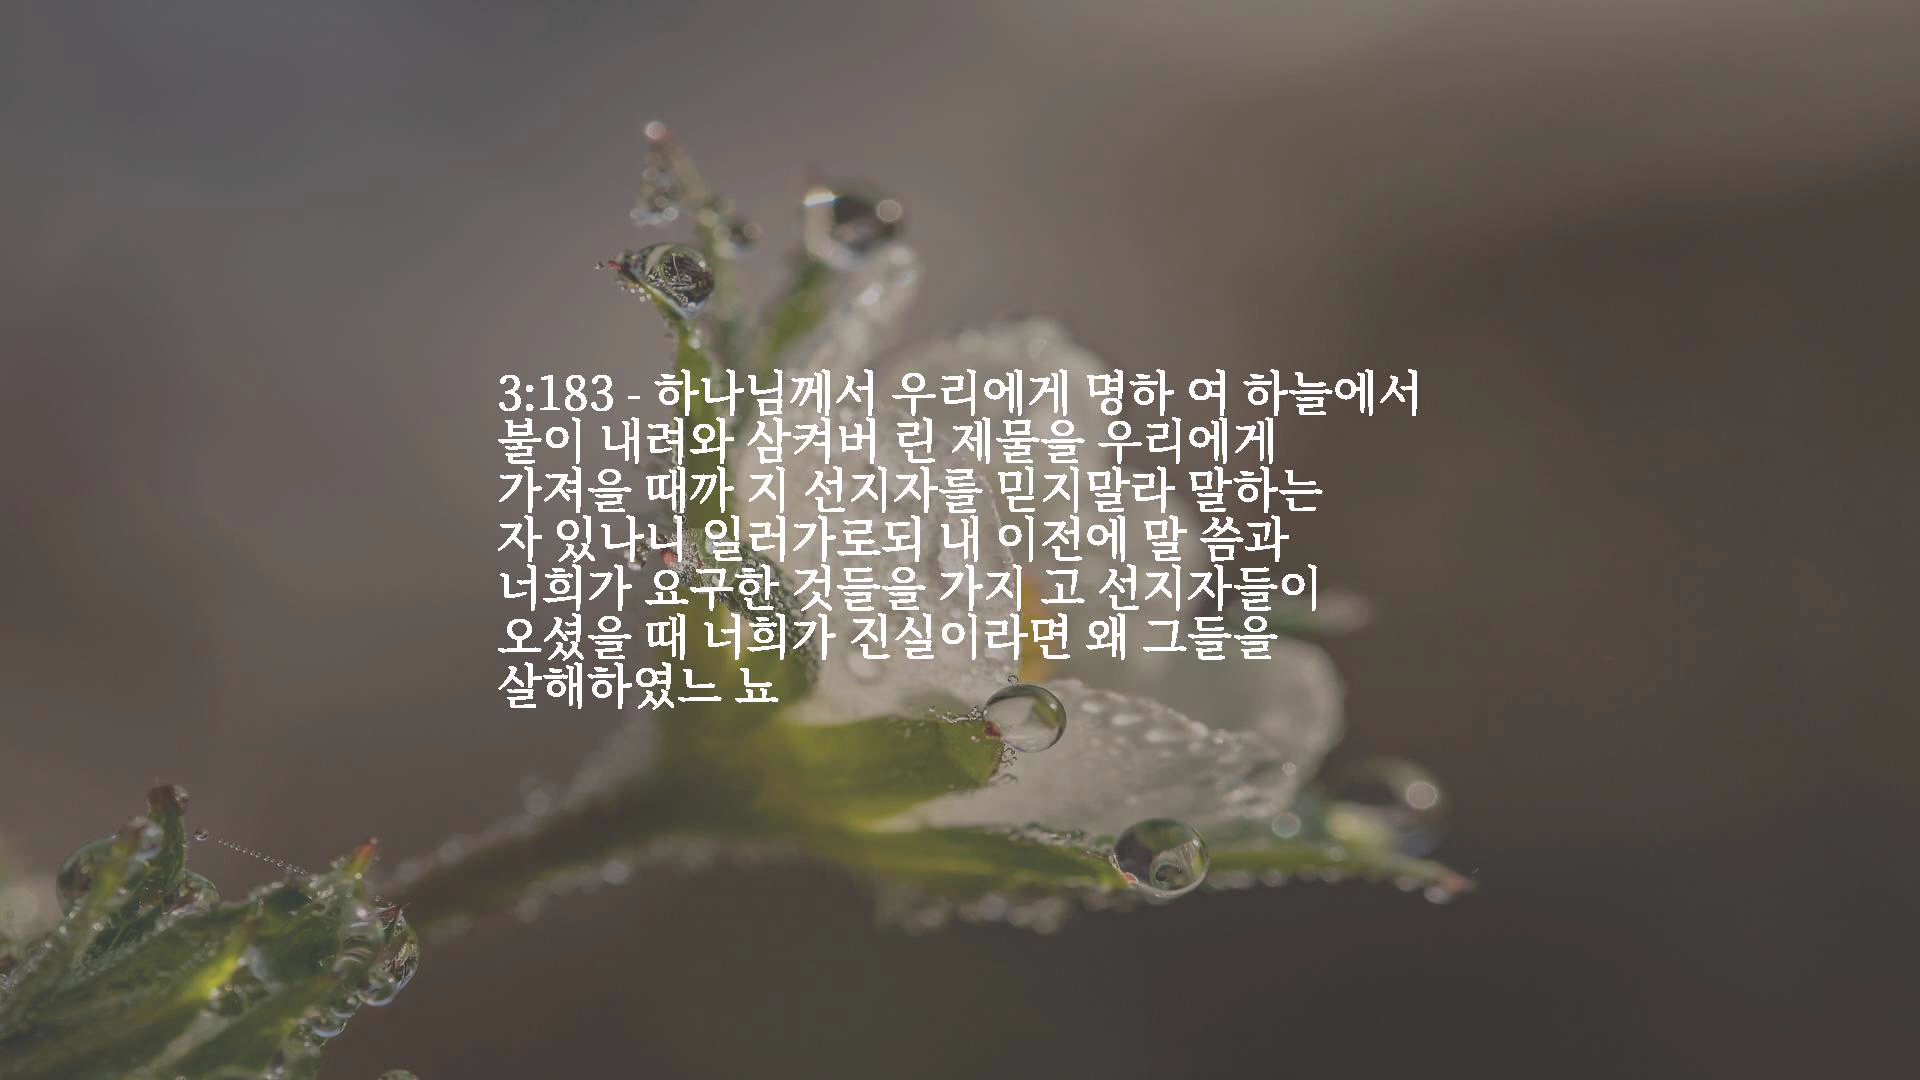 3:183 - 하나님께서 우리에게 명하 여 하늘에서
불이 내려와 삼켜버 린 제물을 우리에게
가져올 때까 지 선지자를 믿지말라 말하는
자 있나니 일러가로되 내 이전에 말 씀과
너희가 요구한 것들을 가지 고 선지자들이
오셨을 때 너희가 진실이라면 왜 그들을
살해하였느 뇨